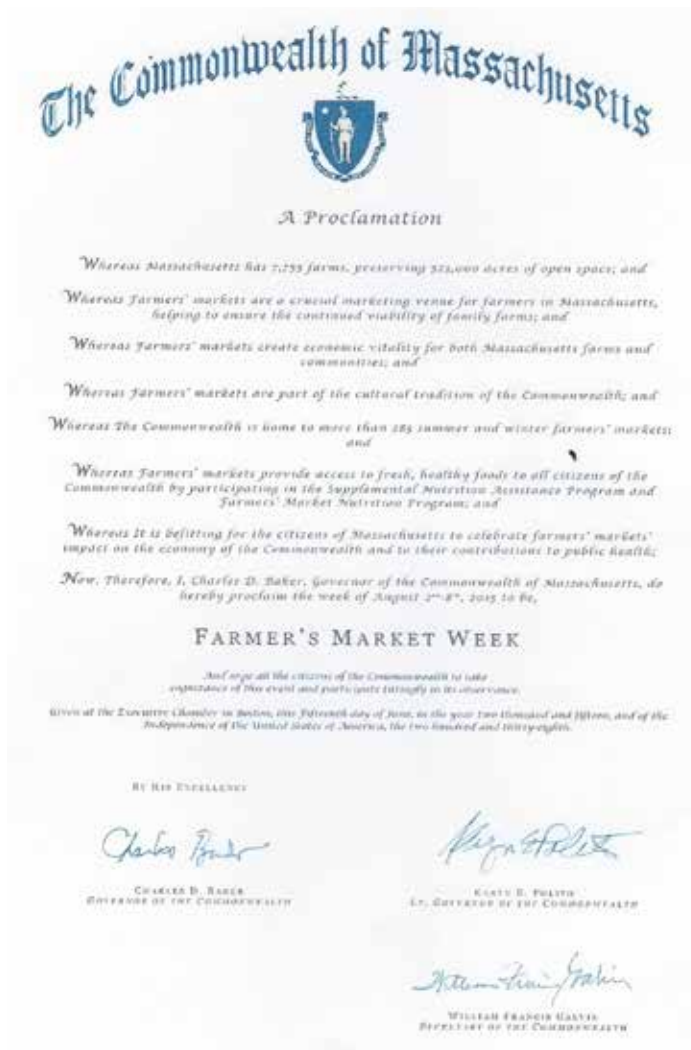 The Commonwealth of Massachusetts
A Proclamation
Whereas Massachusetts has 7,755 farms, preserving 523,000 acres of open space; and
Whereas Farmers' markets are a crucial marketing venue for farmers in Massachusetts,
helping to ensure the continued viability of family farms; and
Whereas Farmers' markets create economic vitality for both Massachusetts farms and
communities; and
Whereas Farmers' markets are part of the cultural tradition of the Commonwealth; and
Whereas The Commonwealth is home to more than 285 summer and winter farmers' markets;
and
Whereas Farmers' markets provide access to fresh, healthy foods to all citizens of the
Commonwealth by participating in the Supplemental Nutrition Assistance Program and
Farmers' Market Nutrition Program; and
Whereas It is befitting for the citizens of Massachusetts to celebrate farmers' markets'
impact on the economy of the Commonwealth and to their contributions to public health;
Now, Therefore, I, Charles D. Baker, Governor of the Commonwealth of Massachusetts, do
hereby proclaim the week of August 2nd-8th, 2015 to be,
FARMER'S MARKET WEEK
And urge all the citizens of the Commonwealth to take
cognizance of this event and participate fittingly in its observance.
Given at the Executive Chamber in Boston, this fifteenth day of June, in the year two thousand and fifteen, and of the
Independence of the United States of America, the two hundred and thirty-eighth.
BY HIS EXCELLENCY
Charles Baker
CHARLES D. BAKER
GOVERNOR OF THE COMMONWEALTH
Karyn E. Polito
KARYN E. POLITO
LT. GOVERNOR OF THE COMMONWEALTH
William Francis Galvin
WILLIAM FRANCIS GALVIN
SECRETARY OF THE COMMONWEALTH